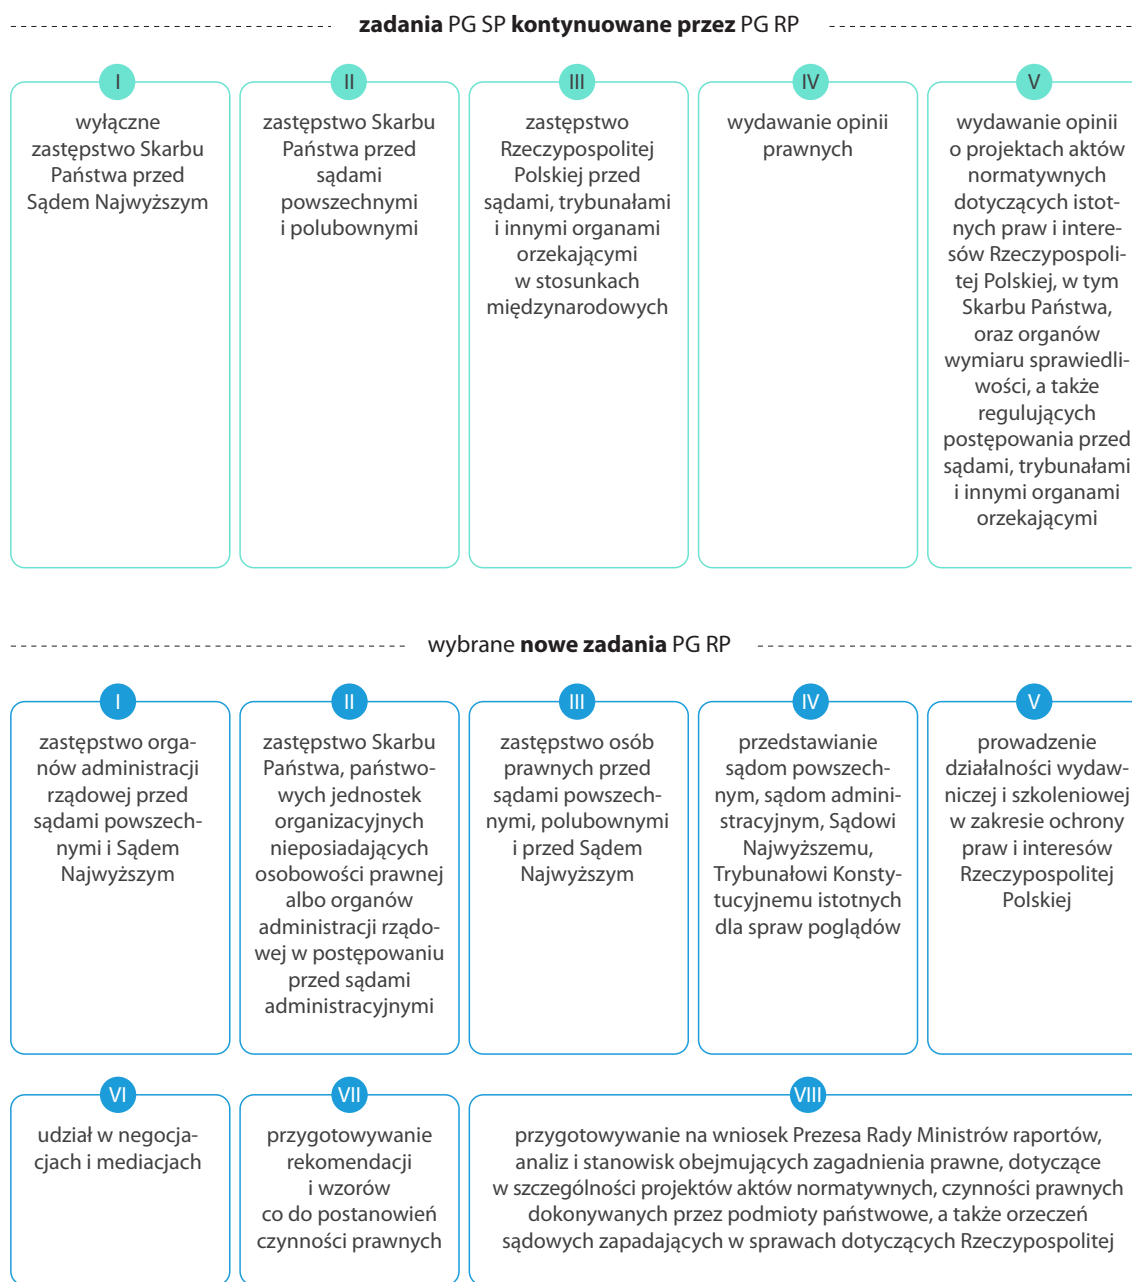 zadania PG SP kontynuowane przez PG RP
I
wyłączne
zastępstwo Skarbu
Państwa przed
Sądem Najwyższym
II
zastępstwo Skarbu
Państwa przed
sądami
powszechnymi
i polubownymi
III
zastępstwo
Rzeczypospolitej
Polskiej przed
sądami, trybunałami
i innymi organami
orzekającymi
w stosunkach
międzynarodowych
IV
wydawanie opinii
prawnych
V
wydawanie opinii
o projektach aktów
normatywnych
dotyczących istot-
nych praw i intere-
sów Rzeczypospoli-
tej Polskiej, w tym
Skarbu Państwa,
oraz organów
wymiaru sprawiedli-
wości, a także
regulujących
postępowania przed
sądami, trybunałami
i innymi organami
orzekającymi
wybrane nowe zadania PG RP
I
zastępstwo orga-
nów administracji
rządowej przed
sądami powszech-
nymi i Sądem
Najwyższym
II
zastępstwo Skarbu
Państwa, państwo-
wych jednostek
organizacyjnych
nieposiadających
osobowości prawnej
albo organów
administracji rządo-
wej w postępowaniu
przed sądami
administracyjnymi
III
zastępstwo osób
prawnych przed
sądami powszech-
nymi, polubownymi
i przed Sądem
Najwyższym
IV
przedstawianie
sądom powszech-
nym, sądom admini-
stracyjnym, Sądowi
Najwyższemu,
Trybunałowi Konsty-
tucyjnemu istotnych
dla spraw poglądów
V
prowadzenie
działalności wydaw-
niczej i szkoleniowej
w zakresie ochrony
praw i interesów
Rzeczypospolitej
Polskiej
VI
udział w negocja-
cjach i mediacjach
VII
przygotowywanie
rekomendacji
i wzorów
co do postanowień
czynności prawnych
VIII
przygotowywanie na wniosek Prezesa Rady Ministrów raportów,
analiz i stanowisk obejmujących zagadnienia prawne, dotyczące
w szczególności projektów aktów normatywnych, czynności prawnych
dokonywanych przez podmioty państwowe, a także orzeczeń
sądowych zapadających w sprawach dotyczących Rzeczypospolitej